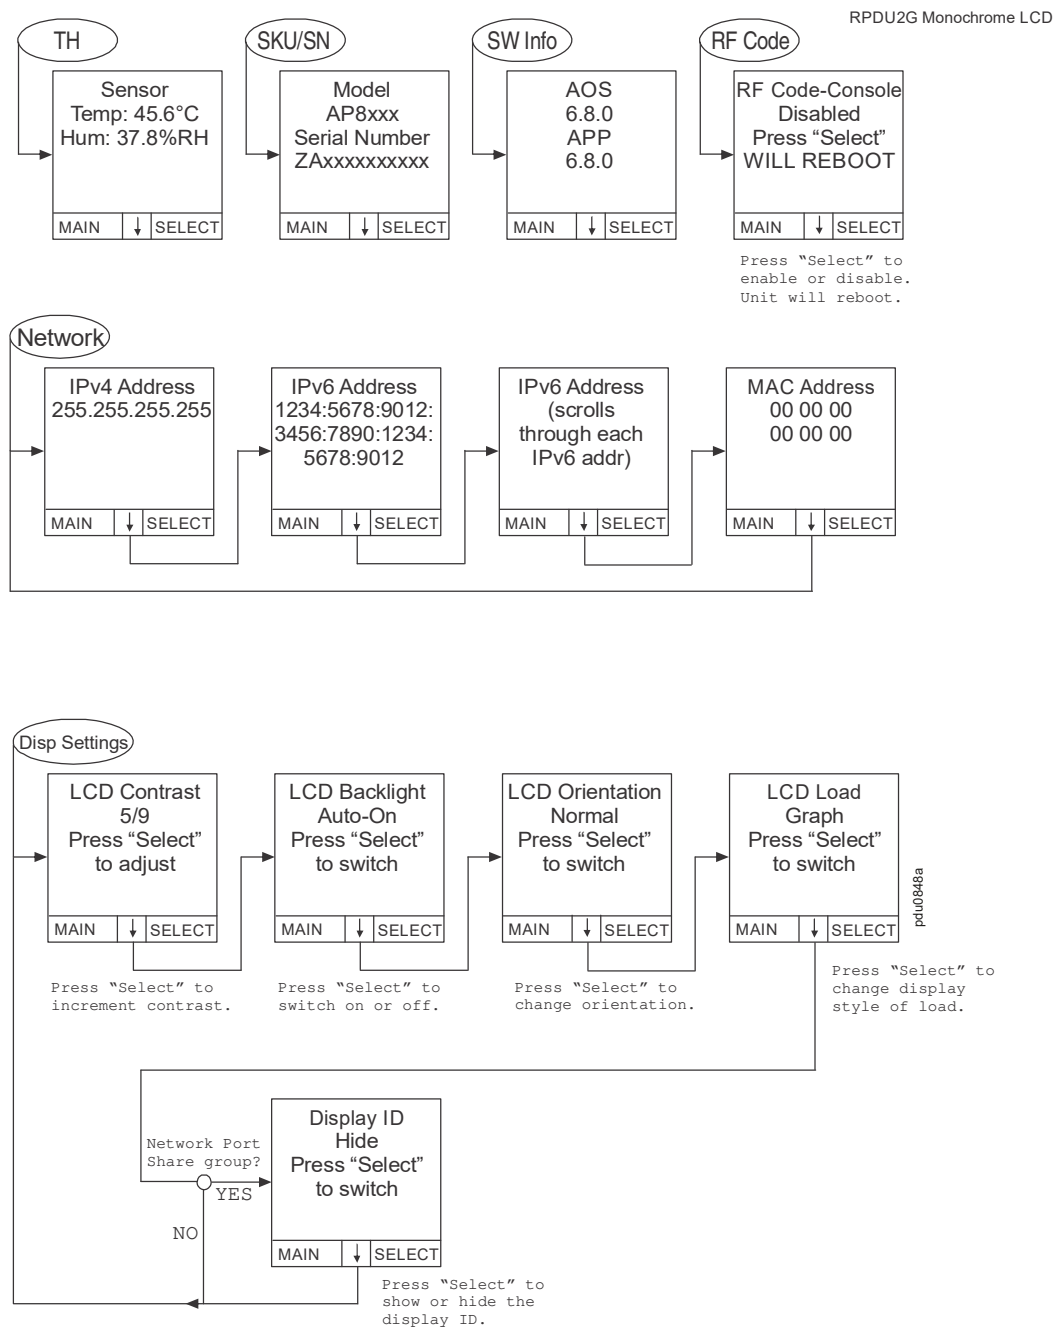 RPDU2G Monochrome LCD
TH
SKU/SN
SW Info
RF Code
Sensor
Temp: 45.6°C
Hum: 37.8%RH
MAIN ↓ SELECT
Model
AP8xxx
Serial Number
ZAxxxxxxxxxx
MAIN ↓ SELECT
AOS
6.8.0
APP
6.8.0
MAIN ↓ SELECT
RF Code-Console
Disabled
Press “Select”
WILL REBOOT
MAIN ↓ SELECT
Press “Select” to
enable or disable.
Unit will reboot.
Network
IPv4 Address
255.255.255.255
MAIN ↓ SELECT
IPv6 Address
1234:5678:9012:
3456:7890:1234:
5678:9012
MAIN ↓ SELECT
IPv6 Address
(scrolls
through each
IPv6 addr)
MAIN ↓ SELECT
MAC Address
00 00 00
00 00 00
MAIN ↓ SELECT
Disp Settings
LCD Contrast
5/9
Press “Select”
to adjust
MAIN ↓ SELECT
Press “Select” to
increment contrast.
LCD Backlight
Auto-On
Press “Select”
to switch
MAIN ↓ SELECT
Press “Select” to
switch on or off.
LCD Orientation
Normal
Press “Select”
to switch
MAIN ↓ SELECT
Press “Select” to
change orientation.
LCD Load
Graph
Press “Select”
to switch
MAIN ↓ SELECT
Press “Select” to
change display
style of load.
pdu0848a
Network Port
Share group?
YES
NO
Display ID
Hide
Press “Select”
to switch
MAIN ↓ SELECT
Press “Select” to
show or hide the
display ID.